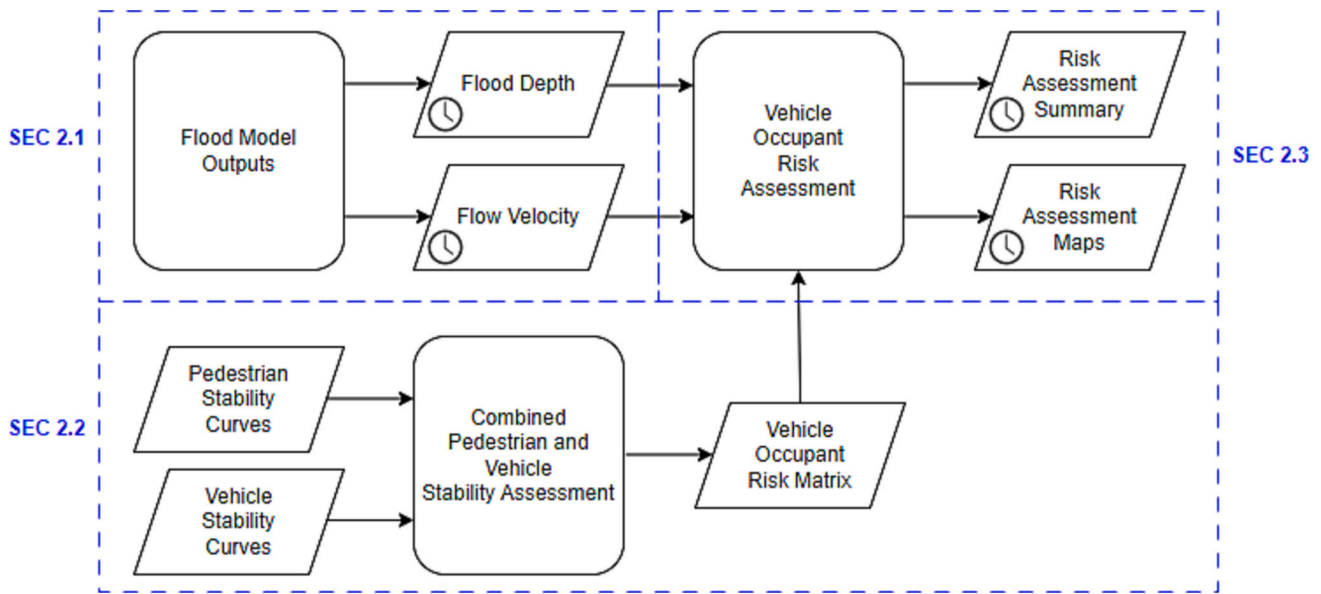 SEC 2.1
Flood Model
Outputs
Flood Depth
Flow Velocity
Vehicle
Occupant
Risk
Assessment
Risk
Assessment
Summary
Risk
Assessment
Maps
SEC 2.3
SEC 2.2
Pedestrian
Stability
Curves
Vehicle
Stability
Curves
Combined
Pedestrian and
Vehicle
Stability Assessment
Vehicle
Occupant
Risk Matrix